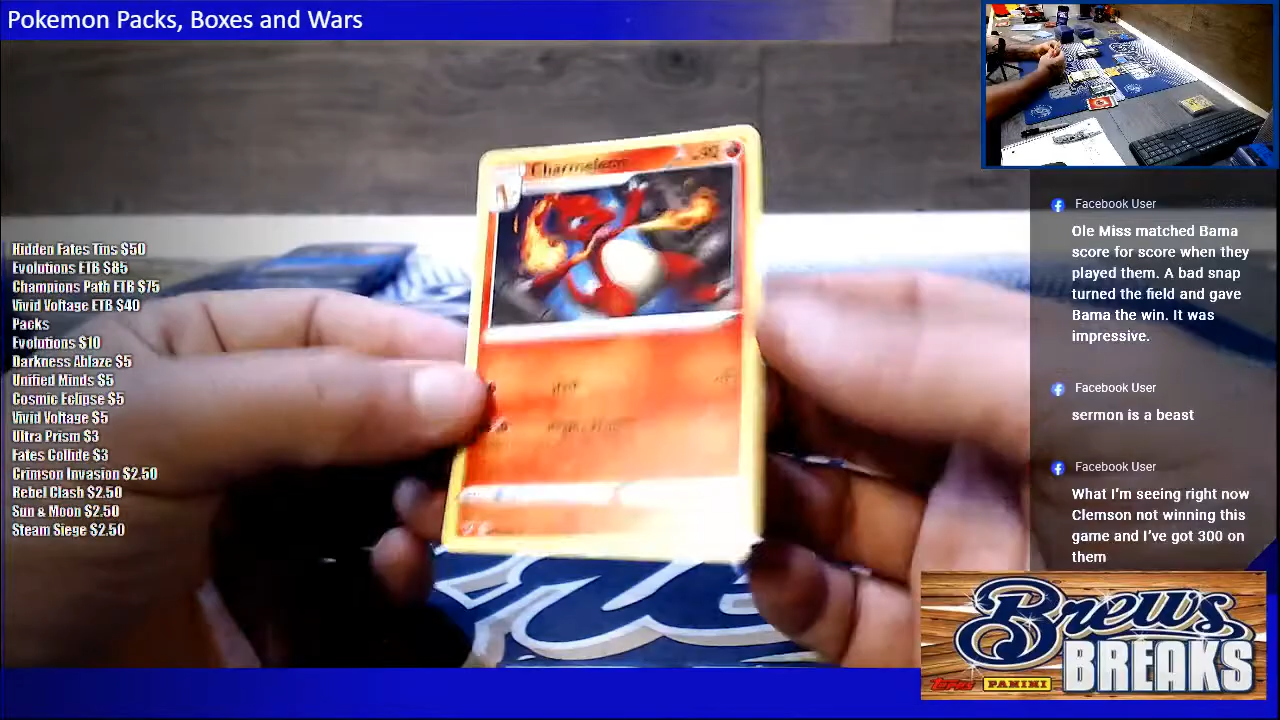 Pokemon Packs, Boxes and Wars
Charmeleon
Hidden Fates Tins $50
Evolutions ETB $85
Champions Path ETB $75
Vivid Voltage ETB $40
Packs
Evolutions $10
Darkness Ablaze $5
Unified Minds $5
Cosmic Eclipse $5
Vivid Voltage $5
Ultra Prism $3
Fates Collide $3
Crimson Invasion $2.50
Rebel Clash $2.50
Sun & Moon $2.50
Steam Siege $2.50
Facebook User
Ole Miss matched Bama
score for score when they
played them. A bad snap
turned the field and gave
Bama the win. It was
impressive.
Facebook User
sermon is a beast
Facebook User
What I'm seeing right now
Clemson not winning this
game and I've got 300 on
them
Brews
BREAKS
Topps PANINI